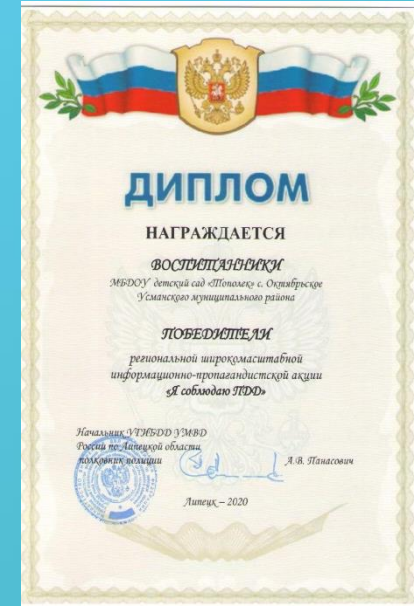 ДИПЛОМ
НАГРАЖДАЕТСЯ
ВОСПИТАННИКИ
МБДОУ детский сад «Тополек» с. Октябрьское
Усманского муниципального района
ПОБЕДИТЕЛИ
региональной широкомасштабной
информационно-пропагандистской акции
«Я соблюдаю ПДД»
Начальник УГИБДД УМВД
России по Липецкой области
полковник полиции А.В. Панасович
Липецк – 2020